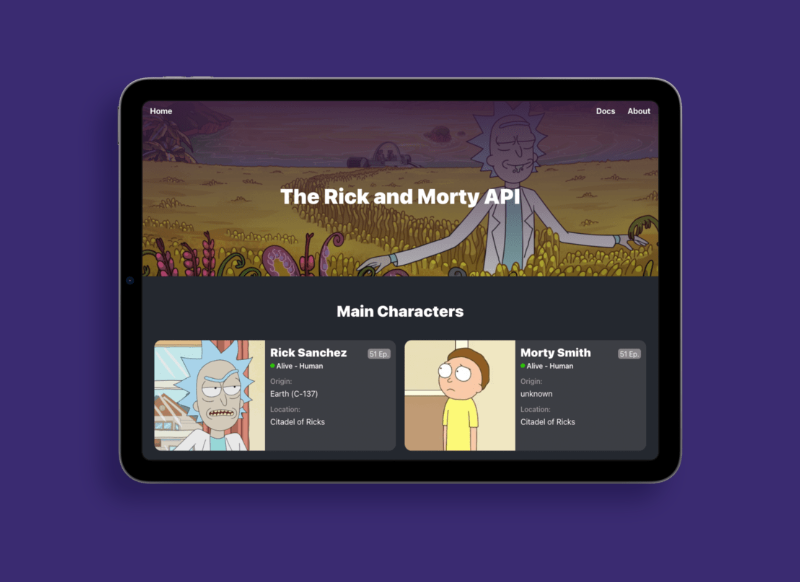 Home
Docs About
The Rick and Morty API
Main Characters
Rick Sanchez 51 Ep.
Alive - Human
Origin:
Earth (C-137)
Location:
Citadel of Ricks
Morty Smith 51 Ep.
Alive - Human
Origin:
unknown
Location:
Citadel of Ricks